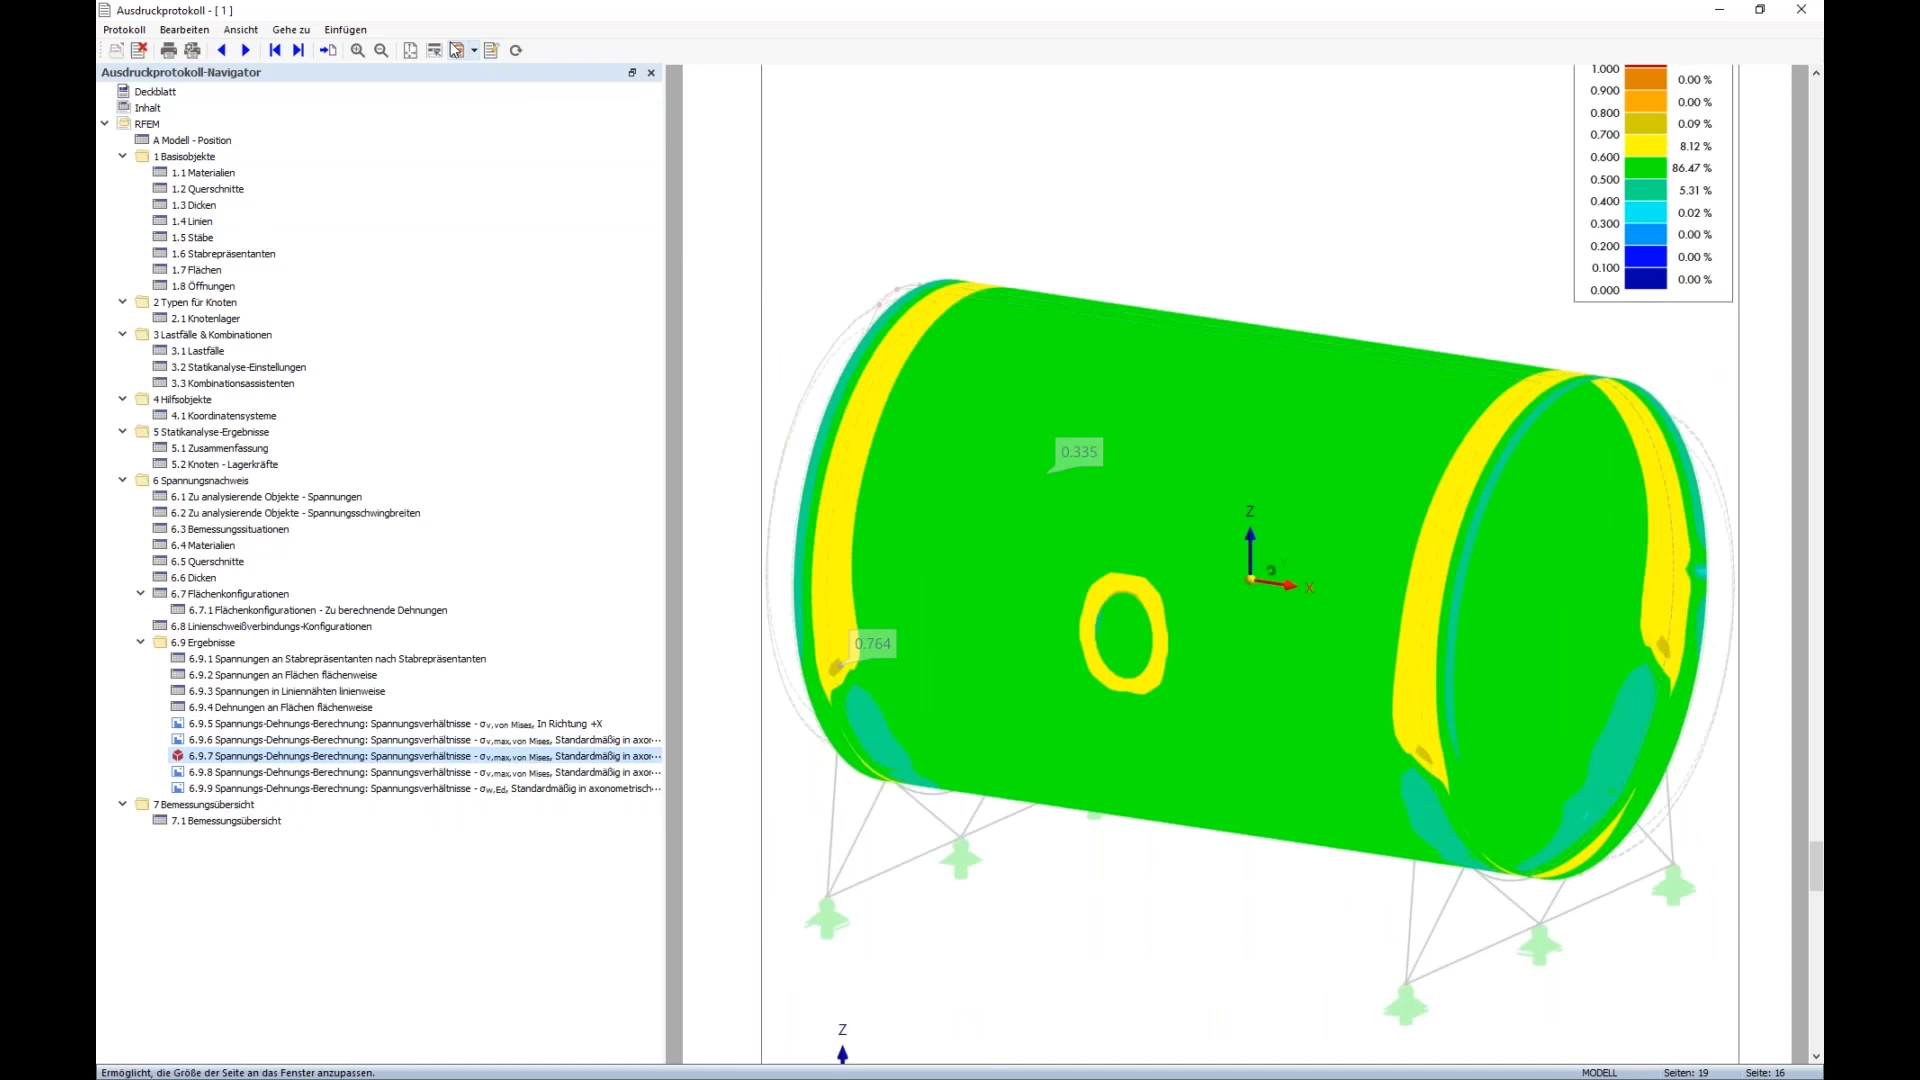 Ausdruckprotokoll - [ 1 ]
Protokoll Bearbeiten Ansicht Gehe zu Einfügen
Ausdruckprotokoll-Navigator
Deckblatt
Inhalt
RFEM
A Modell - Position
1 Basisobjekte
1.1 Materialien
1.2 Querschnitte
1.3 Dicken
1.4 Linien
1.5 Stäbe
1.6 Stabrepräsentanten
1.7 Flächen
1.8 Öffnungen
2 Typen für Knoten
2.1 Knotenlager
3 Lastfälle & Kombinationen
3.1 Lastfälle
3.2 Statikanalyse-Einstellungen
3.3 Kombinationsassistenten
4 Hilfsobjekte
4.1 Koordinatensysteme
5 Statikanalyse-Ergebnisse
5.1 Zusammenfassung
5.2 Knoten - Lagerkräfte
6 Spannungsnachweis
6.1 Zu analysierende Objekte - Spannungen
6.2 Zu analysierende Objekte - Spannungsschwingbreiten
6.3 Bemessungssituationen
6.4 Materialien
6.5 Querschnitte
6.6 Dicken
6.7 Flächenkonfigurationen
6.7.1 Flächenkonfigurationen - Zu berechnende Dehnungen
6.8 Linienschweißverbindungs-Konfigurationen
6.9 Ergebnisse
6.9.1 Spannungen an Stabrepräsentanten nach Stabrepräsentanten
6.9.2 Spannungen an Flächen flächenweise
6.9.3 Spannungen in Liniennähten linienweise
6.9.4 Dehnungen an Flächen flächenweise
6.9.5 Spannungs-Dehnungs-Berechnung: Spannungsverhältnisse - σv,von Mises, In Richtung +X
6.9.6 Spannungs-Dehnungs-Berechnung: Spannungsverhältnisse - σv,max,von Mises, Standardmäßig in axor···
6.9.7 Spannungs-Dehnungs-Berechnung: Spannungsverhältnisse - σv,max,von Mises, Standardmäßig in axor···
6.9.8 Spannungs-Dehnungs-Berechnung: Spannungsverhältnisse - σv,max,von Mises, Standardmäßig in axor···
6.9.9 Spannungs-Dehnungs-Berechnung: Spannungsverhältnisse - σw,Ed, Standardmäßig in axonometrisch···
7 Bemessungsübersicht
7.1 Bemessungsübersicht
1.000
0.00 %
0.900
0.00 %
0.800
0.09 %
0.700
8.12 %
0.600
86.47 %
0.500
5.31 %
0.400
0.02 %
0.300
0.00 %
0.200
0.00 %
0.100
0.00 %
0.000
0.335
Z
X
0.764
Z
Ermöglicht, die Größe der Seite an das Fenster anzupassen.
MODELL Seiten: 19 Seite: 16